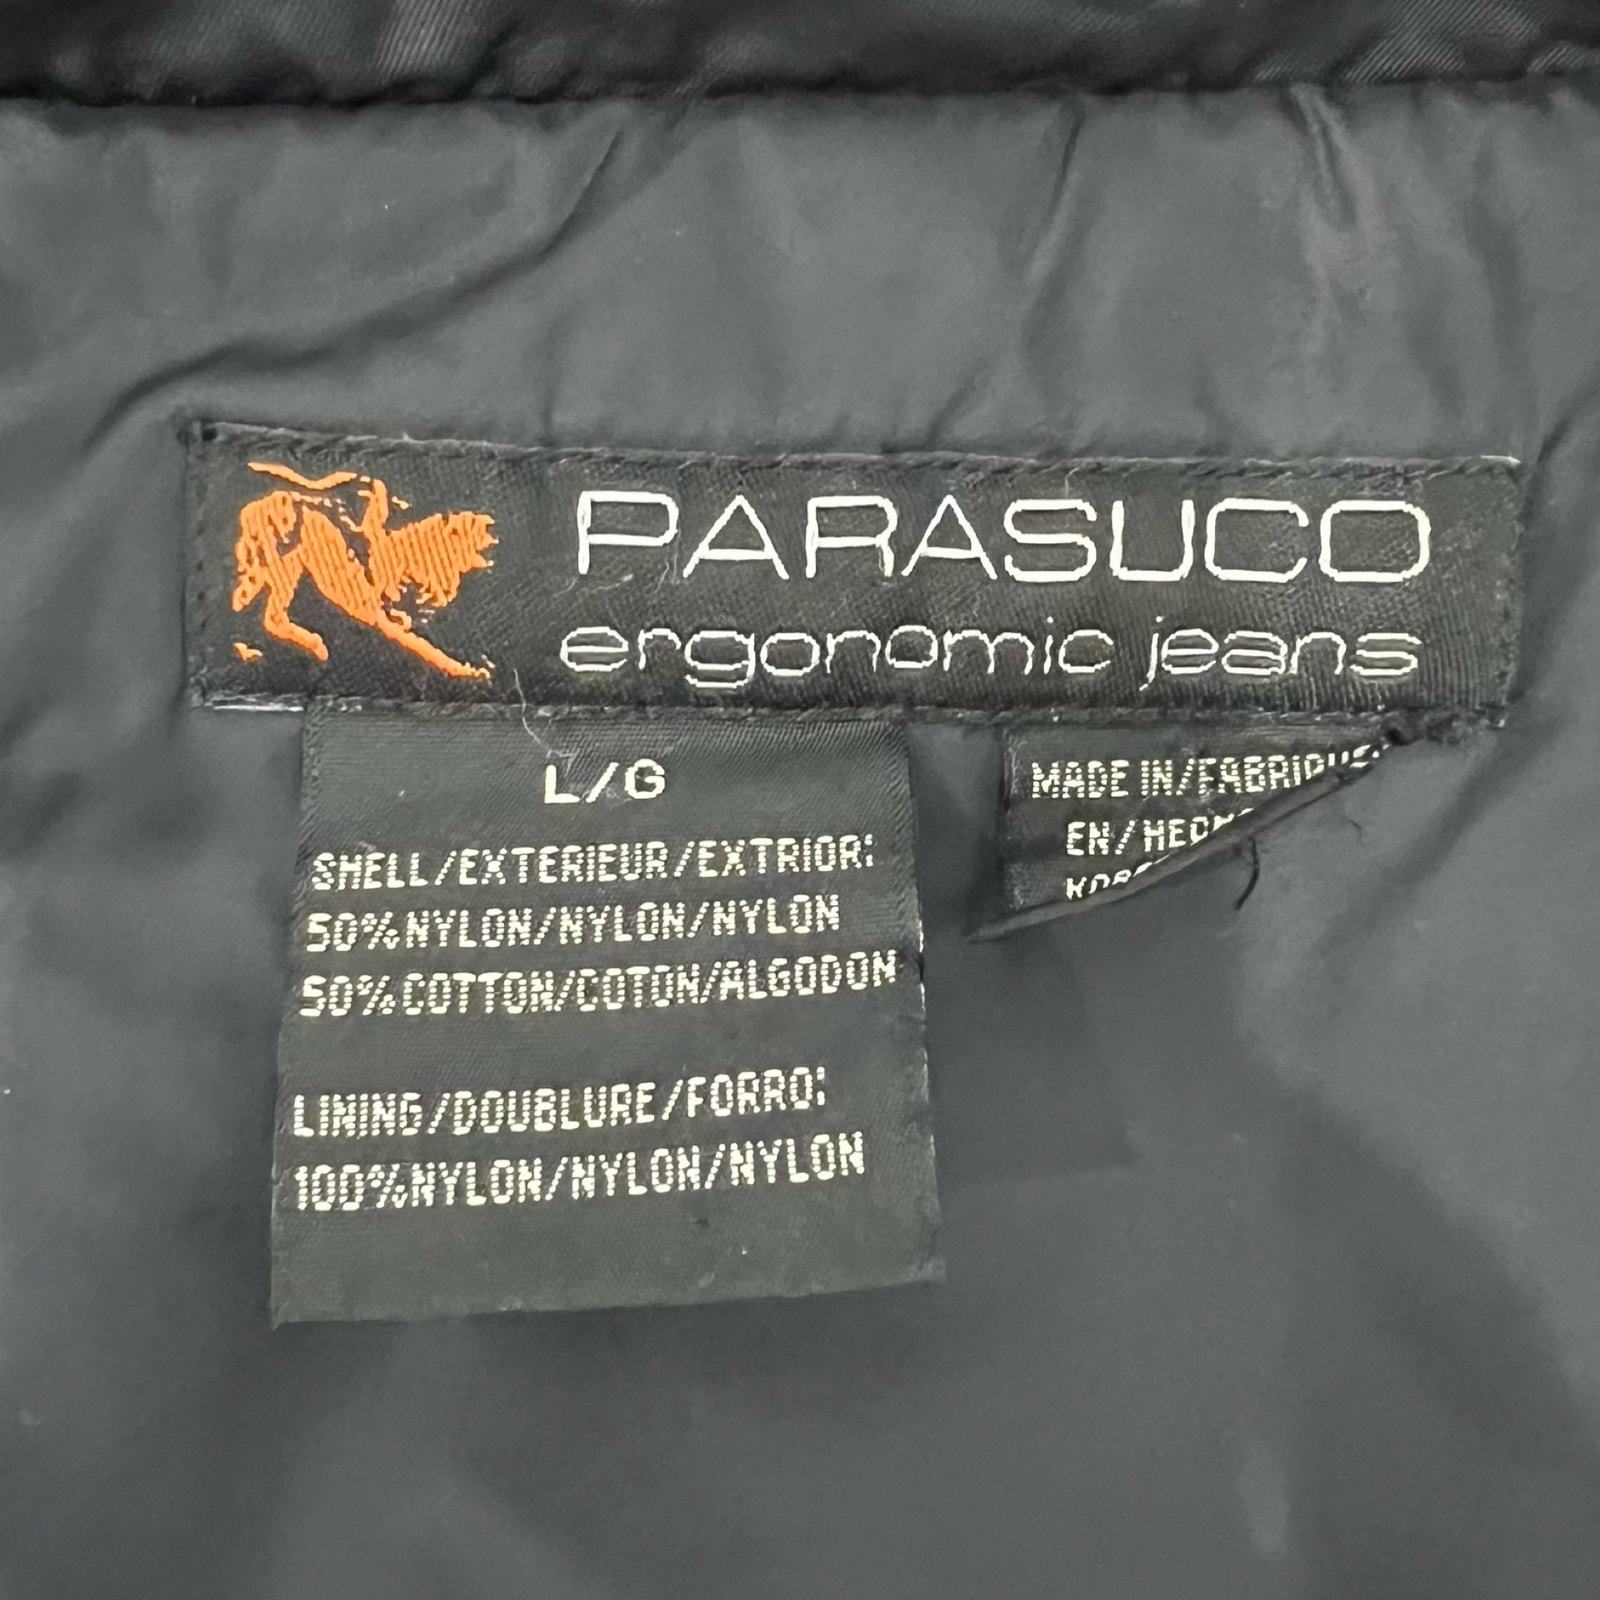 PARASUCO
ergonomic jeans
L/G
SHELL/EXTERIEUR/EXTRIOR:
50%NYLON/NYLON/NYLON
50%COTTON/COTON/ALGODON
LINING/DOUBLURE/FORRO:
100%NYLON/NYLON/NYLON
MADE IN/FABRIQUE
EN/